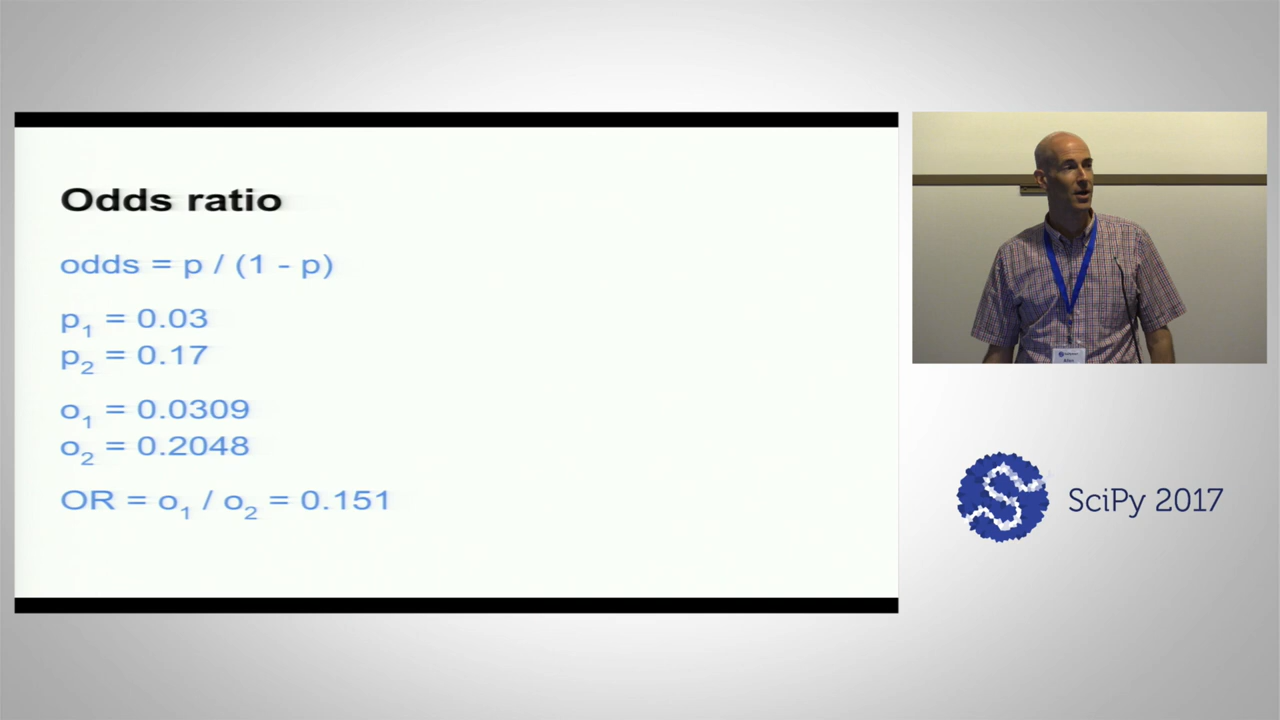 Odds ratio
odds = p / (1 - p)
p₁ = 0.03
p₂ = 0.17
o₁ = 0.0309
o₂ = 0.2048
OR = o₁ / o₂ = 0.151
SciPy 2017